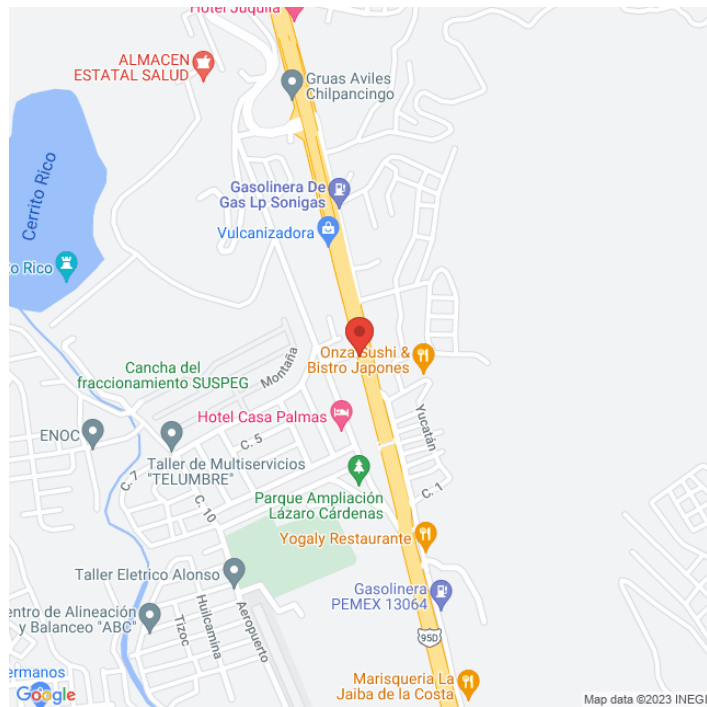 Hotel Juquila
ALMACEN
ESTATAL SALUD
Gruas Aviles
Chilpancingo
Cerrito Rico
Gasolinera De
Gas Lp Sonigas
Vulcanizadora
to Rico
Onza Sushi &
Bistro Japones
Cancha del
fraccionamiento SUSPEG
Montaña
Hotel Casa Palmas
Yucatán
ENOC
C. 5
Taller de Multiservicios
"TELUMBRE"
C. 7
C. 10
Parque Ampliación
Lázaro Cárdenas
C. 1
Yogaly Restaurante
Taller Eletrico Alonso
Gasolinera
PEMEX 13064
entro de Alineación
y Balanceo "ABC"
Tizoc
Huilcamina
Aeropuerto
95D
ermanos
Google
Marisqueria La
Jaiba de la Costa
Map data ©2023 INEGI